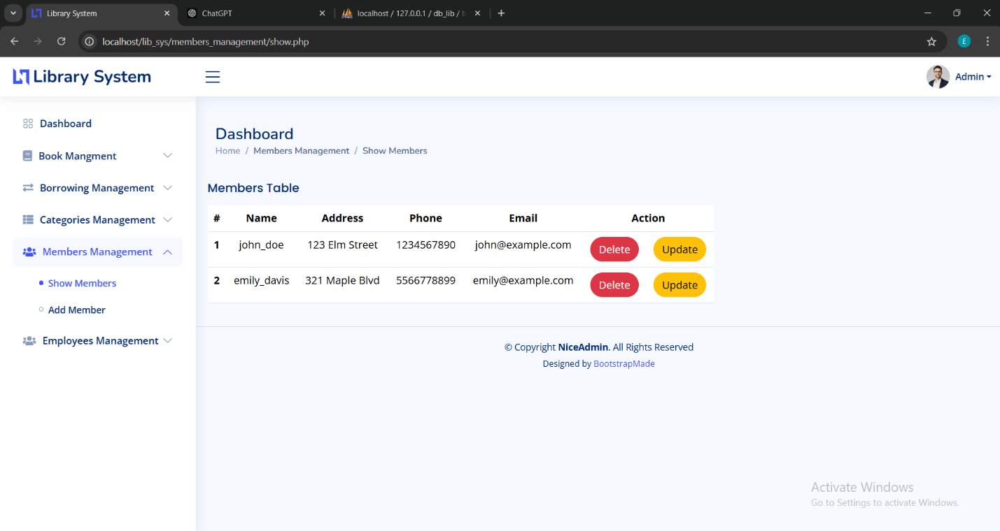 Library System
ChatGPT
localhost / 127.0.0.1 / db_lib / b
localhost/lib_sys/members_management/show.php
ε
Library System
Admin
Dashboard
Book Mangment
Borrowing Management
Categories Management
Members Management
Show Members
Add Member
Employees Management
Dashboard
Home / Members Management / Show Members
Members Table
# Name Address Phone Email Action
1 john_doe 123 Elm Street 1234567890 john@example.com Delete Update
2 emily_davis 321 Maple Blvd 5566778899 emily@example.com Delete Update
© Copyright NiceAdmin. All Rights Reserved
Designed by BootstrapMade
Activate Windows
Go to Settings to activate Windows.